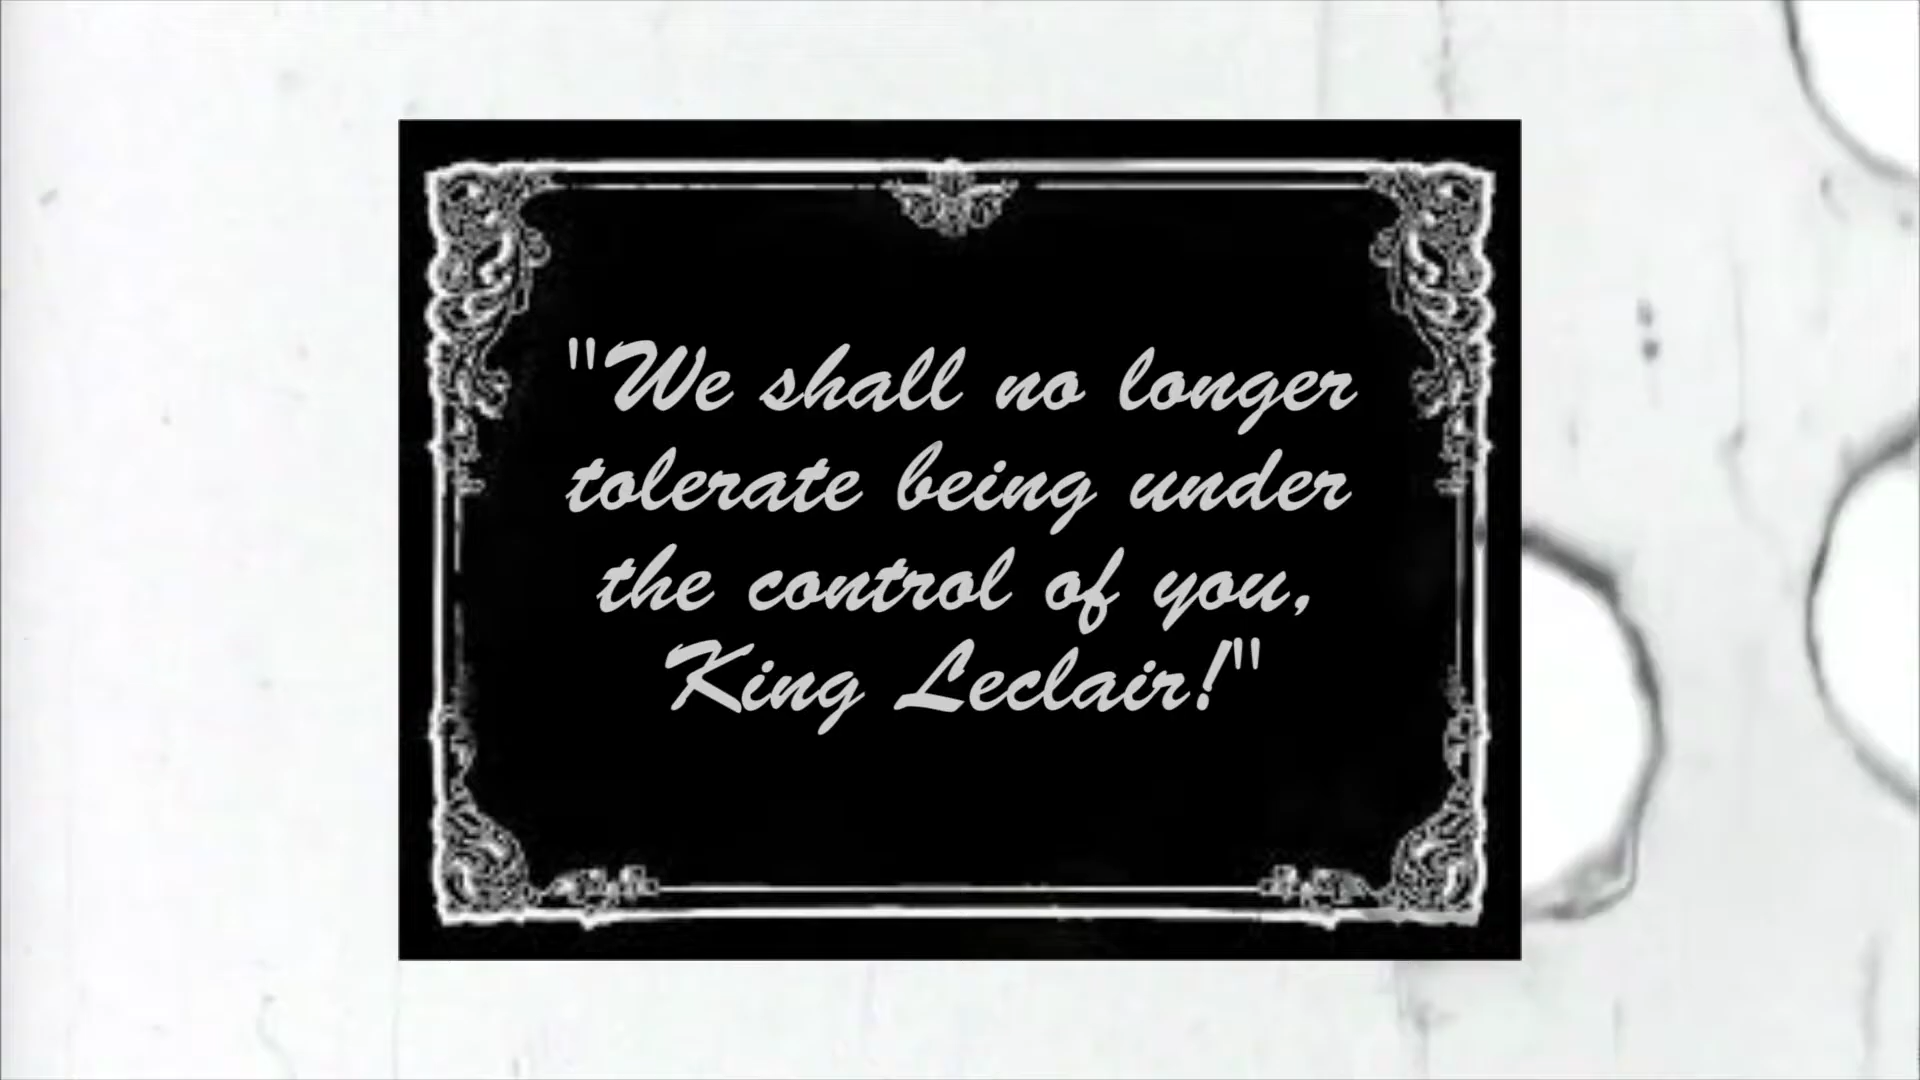 "We shall no longer
tolerate being under
the control of you,
King Leclair!"